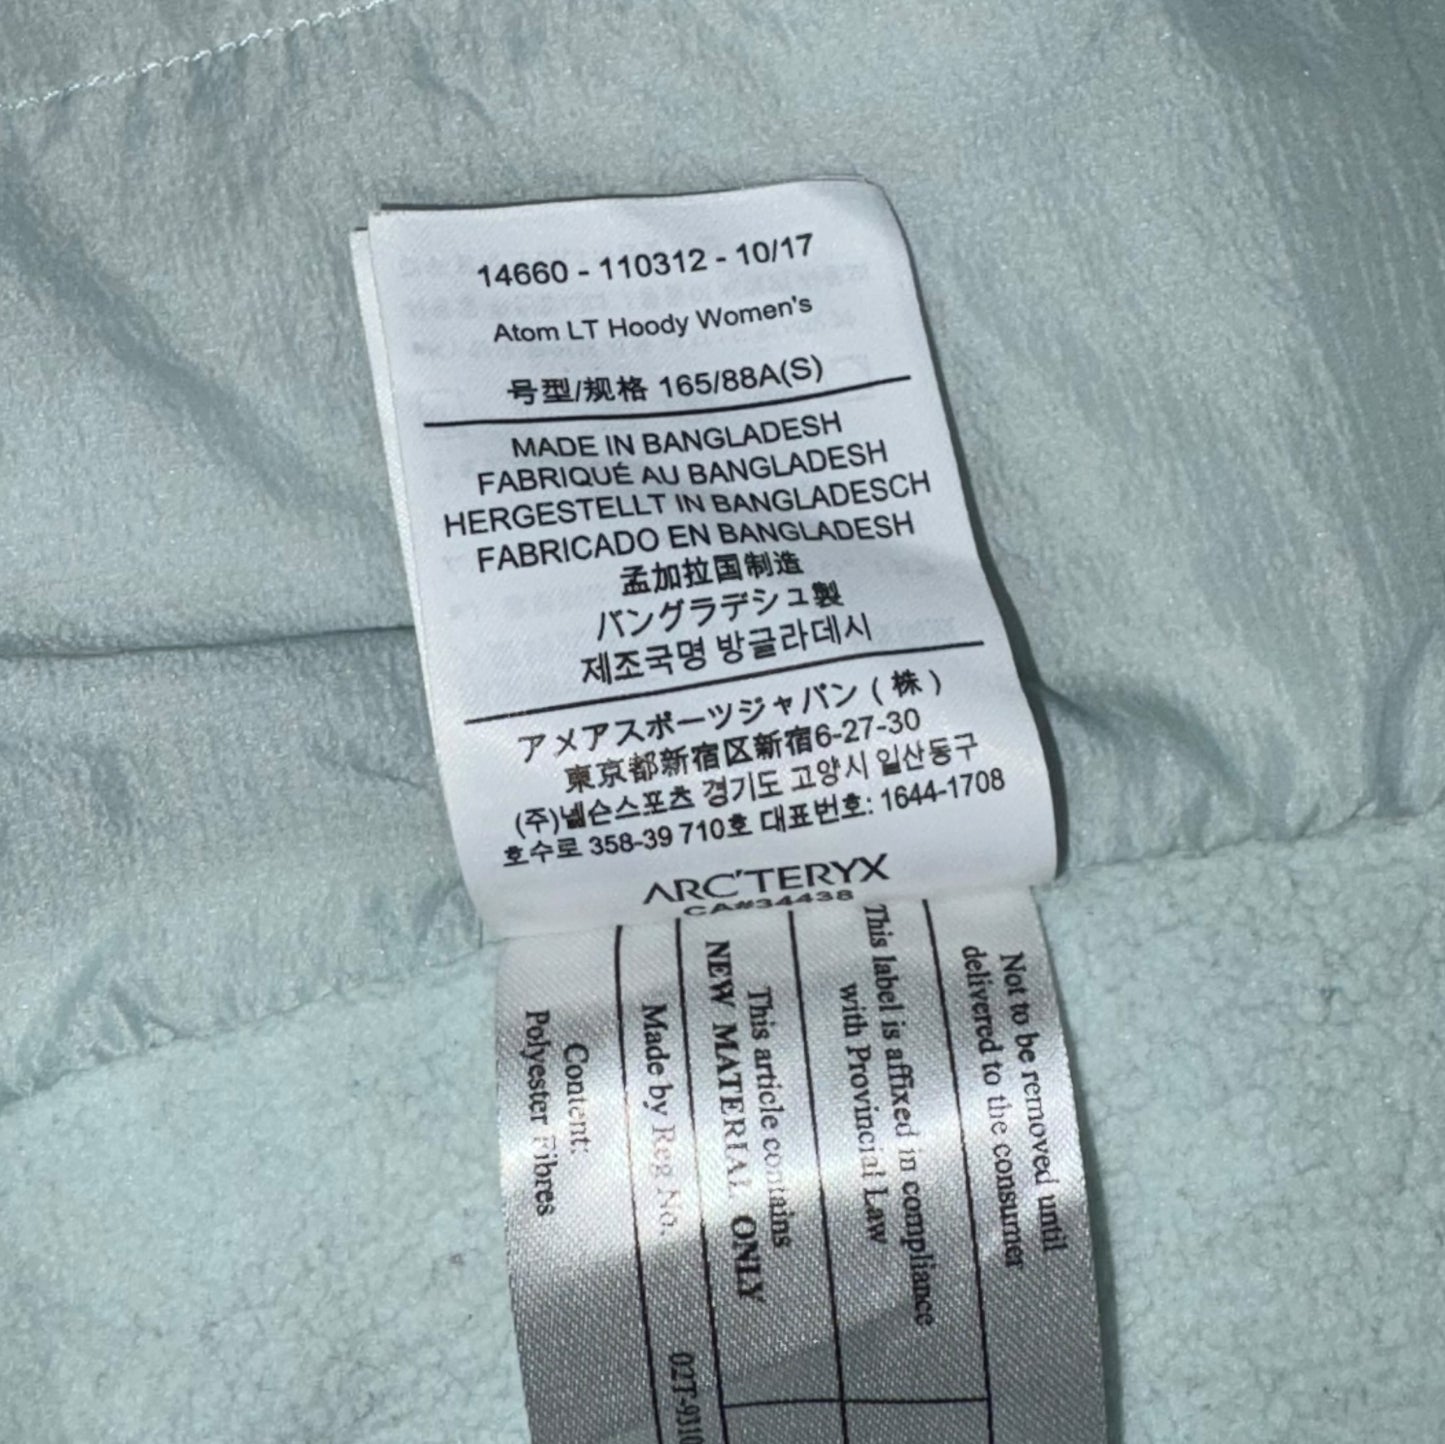 14660 - 110312 - 10/17
Atom LT Hoody Women's
号型/规格 165/88A(S)
MADE IN BANGLADESH
FABRIQUÉ AU BANGLADESH
HERGESTELLT IN BANGLADESCH
FABRICADO EN BANGLADESH
孟加拉国制造
バングラデシュ製
제조국명 방글라데시
アメアスポーツジャパン ( 株 )
東京都新宿区新宿6-27-30
(주)넬슨스포츠 경기도 고양시 일산동구
호수로 358-39 710호 대표번호: 1644-1708
ARC'TERYX
CA#34438
Not to be removed until
delivered to the consumer
This label is affixed in compliance
with Provincial Law
This article contains
NEW MATERIAL ONLY
Made by Reg No. 02T-9310
Content:
Polyester Fibres